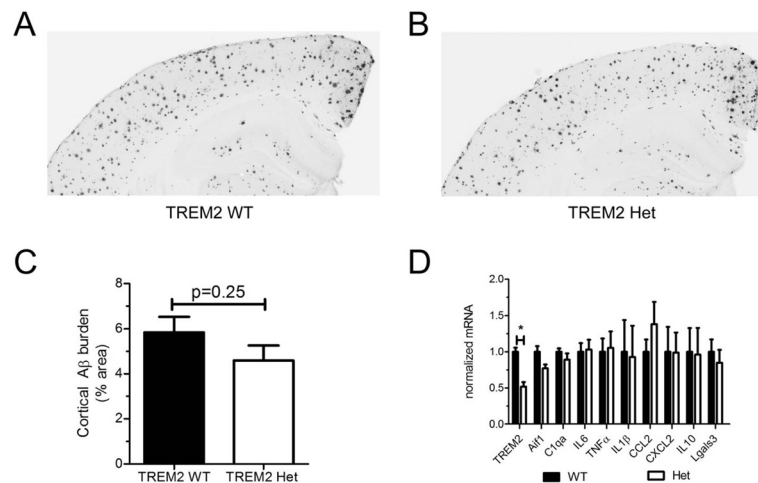 A
B
TREM2 WT
TREM2 Het
C
8
6
4
2
0
Cortical Aβ burden
(% area)
p=0.25
TREM2 WT
TREM2 Het
D
2.0
1.5
1.0
0.5
0.0
normalized mRNA
*
TREM2
Aif1
C1qa
IL6
TNFα
IL1β
CCL2
CXCL2
IL10
Lgals3
WT
Het